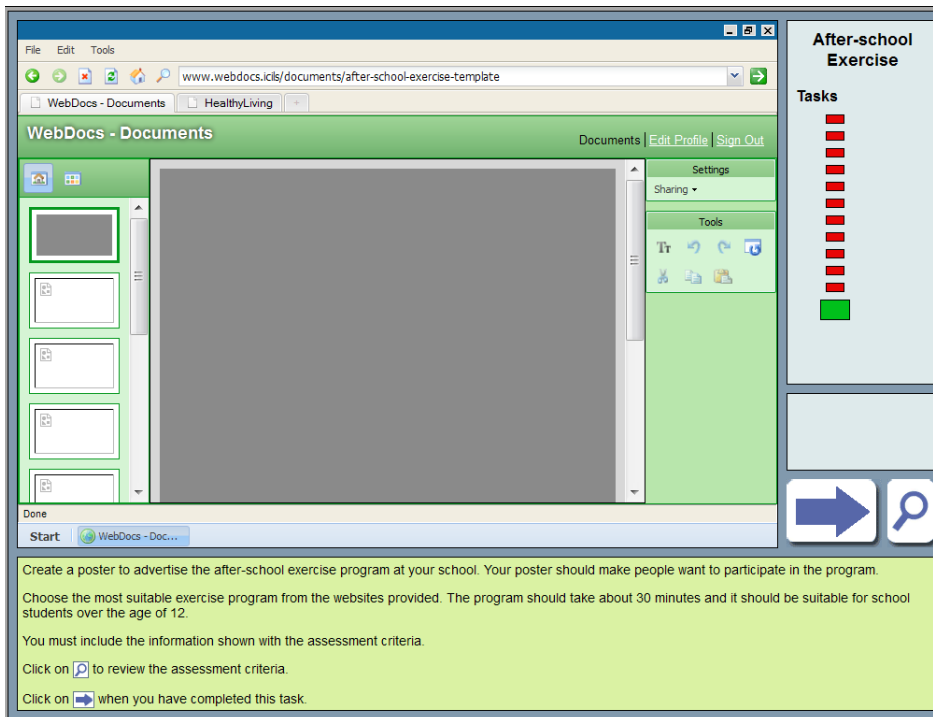 File Edit Tools
www.webdocs.icils/documents/after-school-exercise-template
WebDocs - Documents HealthyLiving +
WebDocs - Documents
Documents Edit Profile Sign Out
Settings
Sharing
Tools
TT
Done
Start WebDocs - Doc...
After-school
Exercise
Tasks
Create a poster to advertise the after-school exercise program at your school. Your poster should make people want to participate in the program.
Choose the most suitable exercise program from the websites provided. The program should take about 30 minutes and it should be suitable for school
students over the age of 12.
You must include the information shown with the assessment criteria.
Click on to review the assessment criteria.
Click on when you have completed this task.